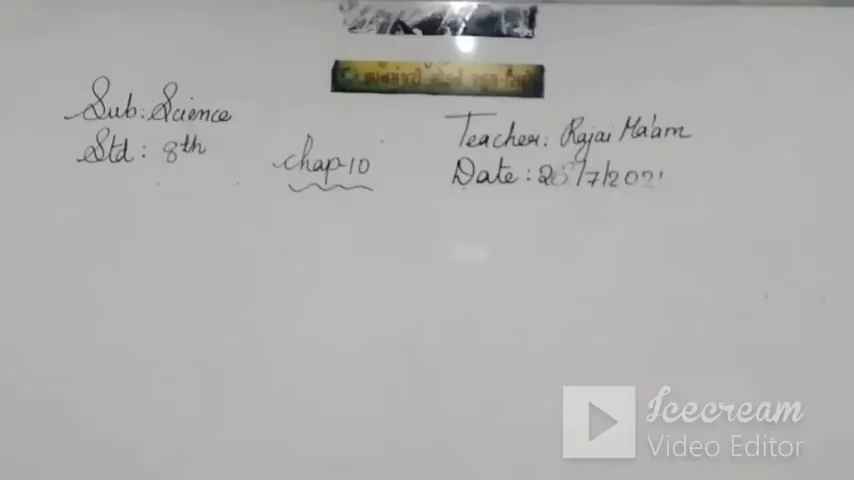 Sub: Science
Std: 8th
Chap-10
Teacher: Rajai Ma'am
Date: 26/7/2021
Icecream
Video Editor